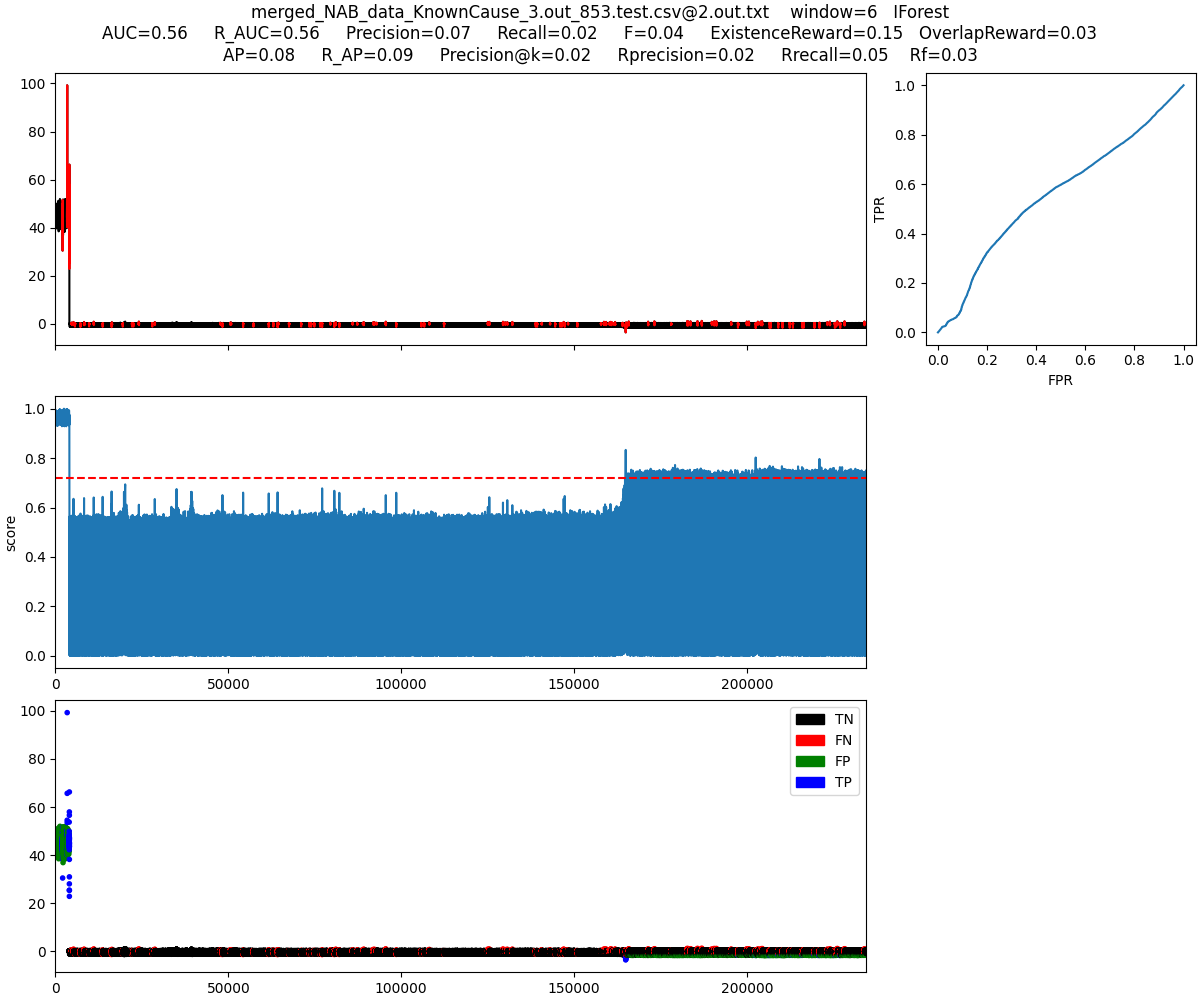 merged_NAB_data_KnownCause_3.out_853.test.csv@2.out.txt window=6 IForest
AUC=0.56 R_AUC=0.56 Precision=0.07 Recall=0.02 F=0.04 ExistenceReward=0.15 OverlapReward=0.03
AP=0.08 R_AP=0.09 Precision@k=0.02 Rprecision=0.02 Rrecall=0.05 Rf=0.03
100
80
60
40
20
0
1.0
0.8
0.6
0.4
0.2
0.0
TPR
0.0 0.2 0.4 0.6 0.8 1.0
FPR
1.0
0.8
0.6
0.4
0.2
0.0
score
0 50000 100000 150000 200000
100
80
60
40
20
0
TN
FN
FP
TP
0 50000 100000 150000 200000